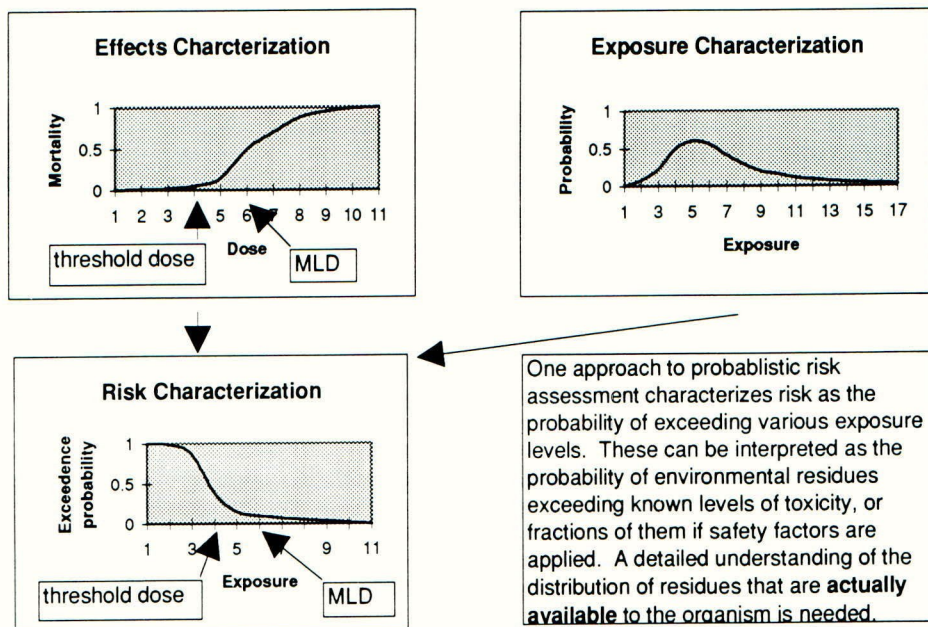 Effects Charcterization
Mortality
1
0.5
0
1 2 3 4 5 6 7 8 9 10 11
Dose
threshold dose
MLD
Exposure Characterization
Probability
1
0.5
0
1 3 5 7 9 11 13 15 17
Exposure
Risk Characterization
Exceedence
probability
1
0.5
0
1 3 5 9 11
Exposure
threshold dose
MLD
One approach to probablistic risk
assessment characterizes risk as the
probability of exceeding various exposure
levels. These can be interpreted as the
probability of environmental residues
exceeding known levels of toxicity, or
fractions of them if safety factors are
applied. A detailed understanding of the
distribution of residues that are actually
available to the organism is needed.